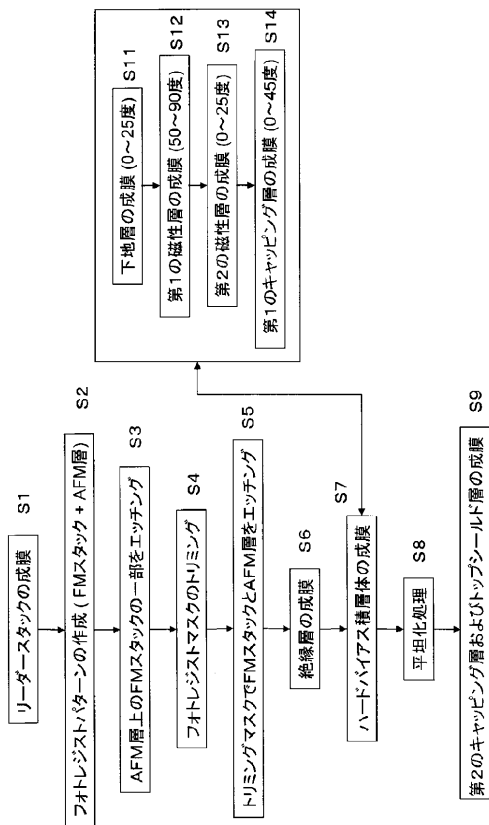 S1
リーダースタックの成膜
S2
フォトレジストパターンの作成 ( FMスタック + AFM層)
S3
AFM層上のFMスタックの一部をエッチング
S4
フォトレジストマスクのトリミング
S5
トリミングマスクでFMスタックとAFM層をエッチング
S6
絶縁層の成膜
S7
ハードバイアス積層体の成膜
S8
平坦化処理
S9
第2のキャッピング層およびトップシールド層の成膜
S11
下地層の成膜 (0～25度)
S12
第1の磁性層の成膜 (50～90度)
S13
第2の磁性層の成膜 (0～25度)
S14
第1のキャッピング層の成膜 (0～45度)